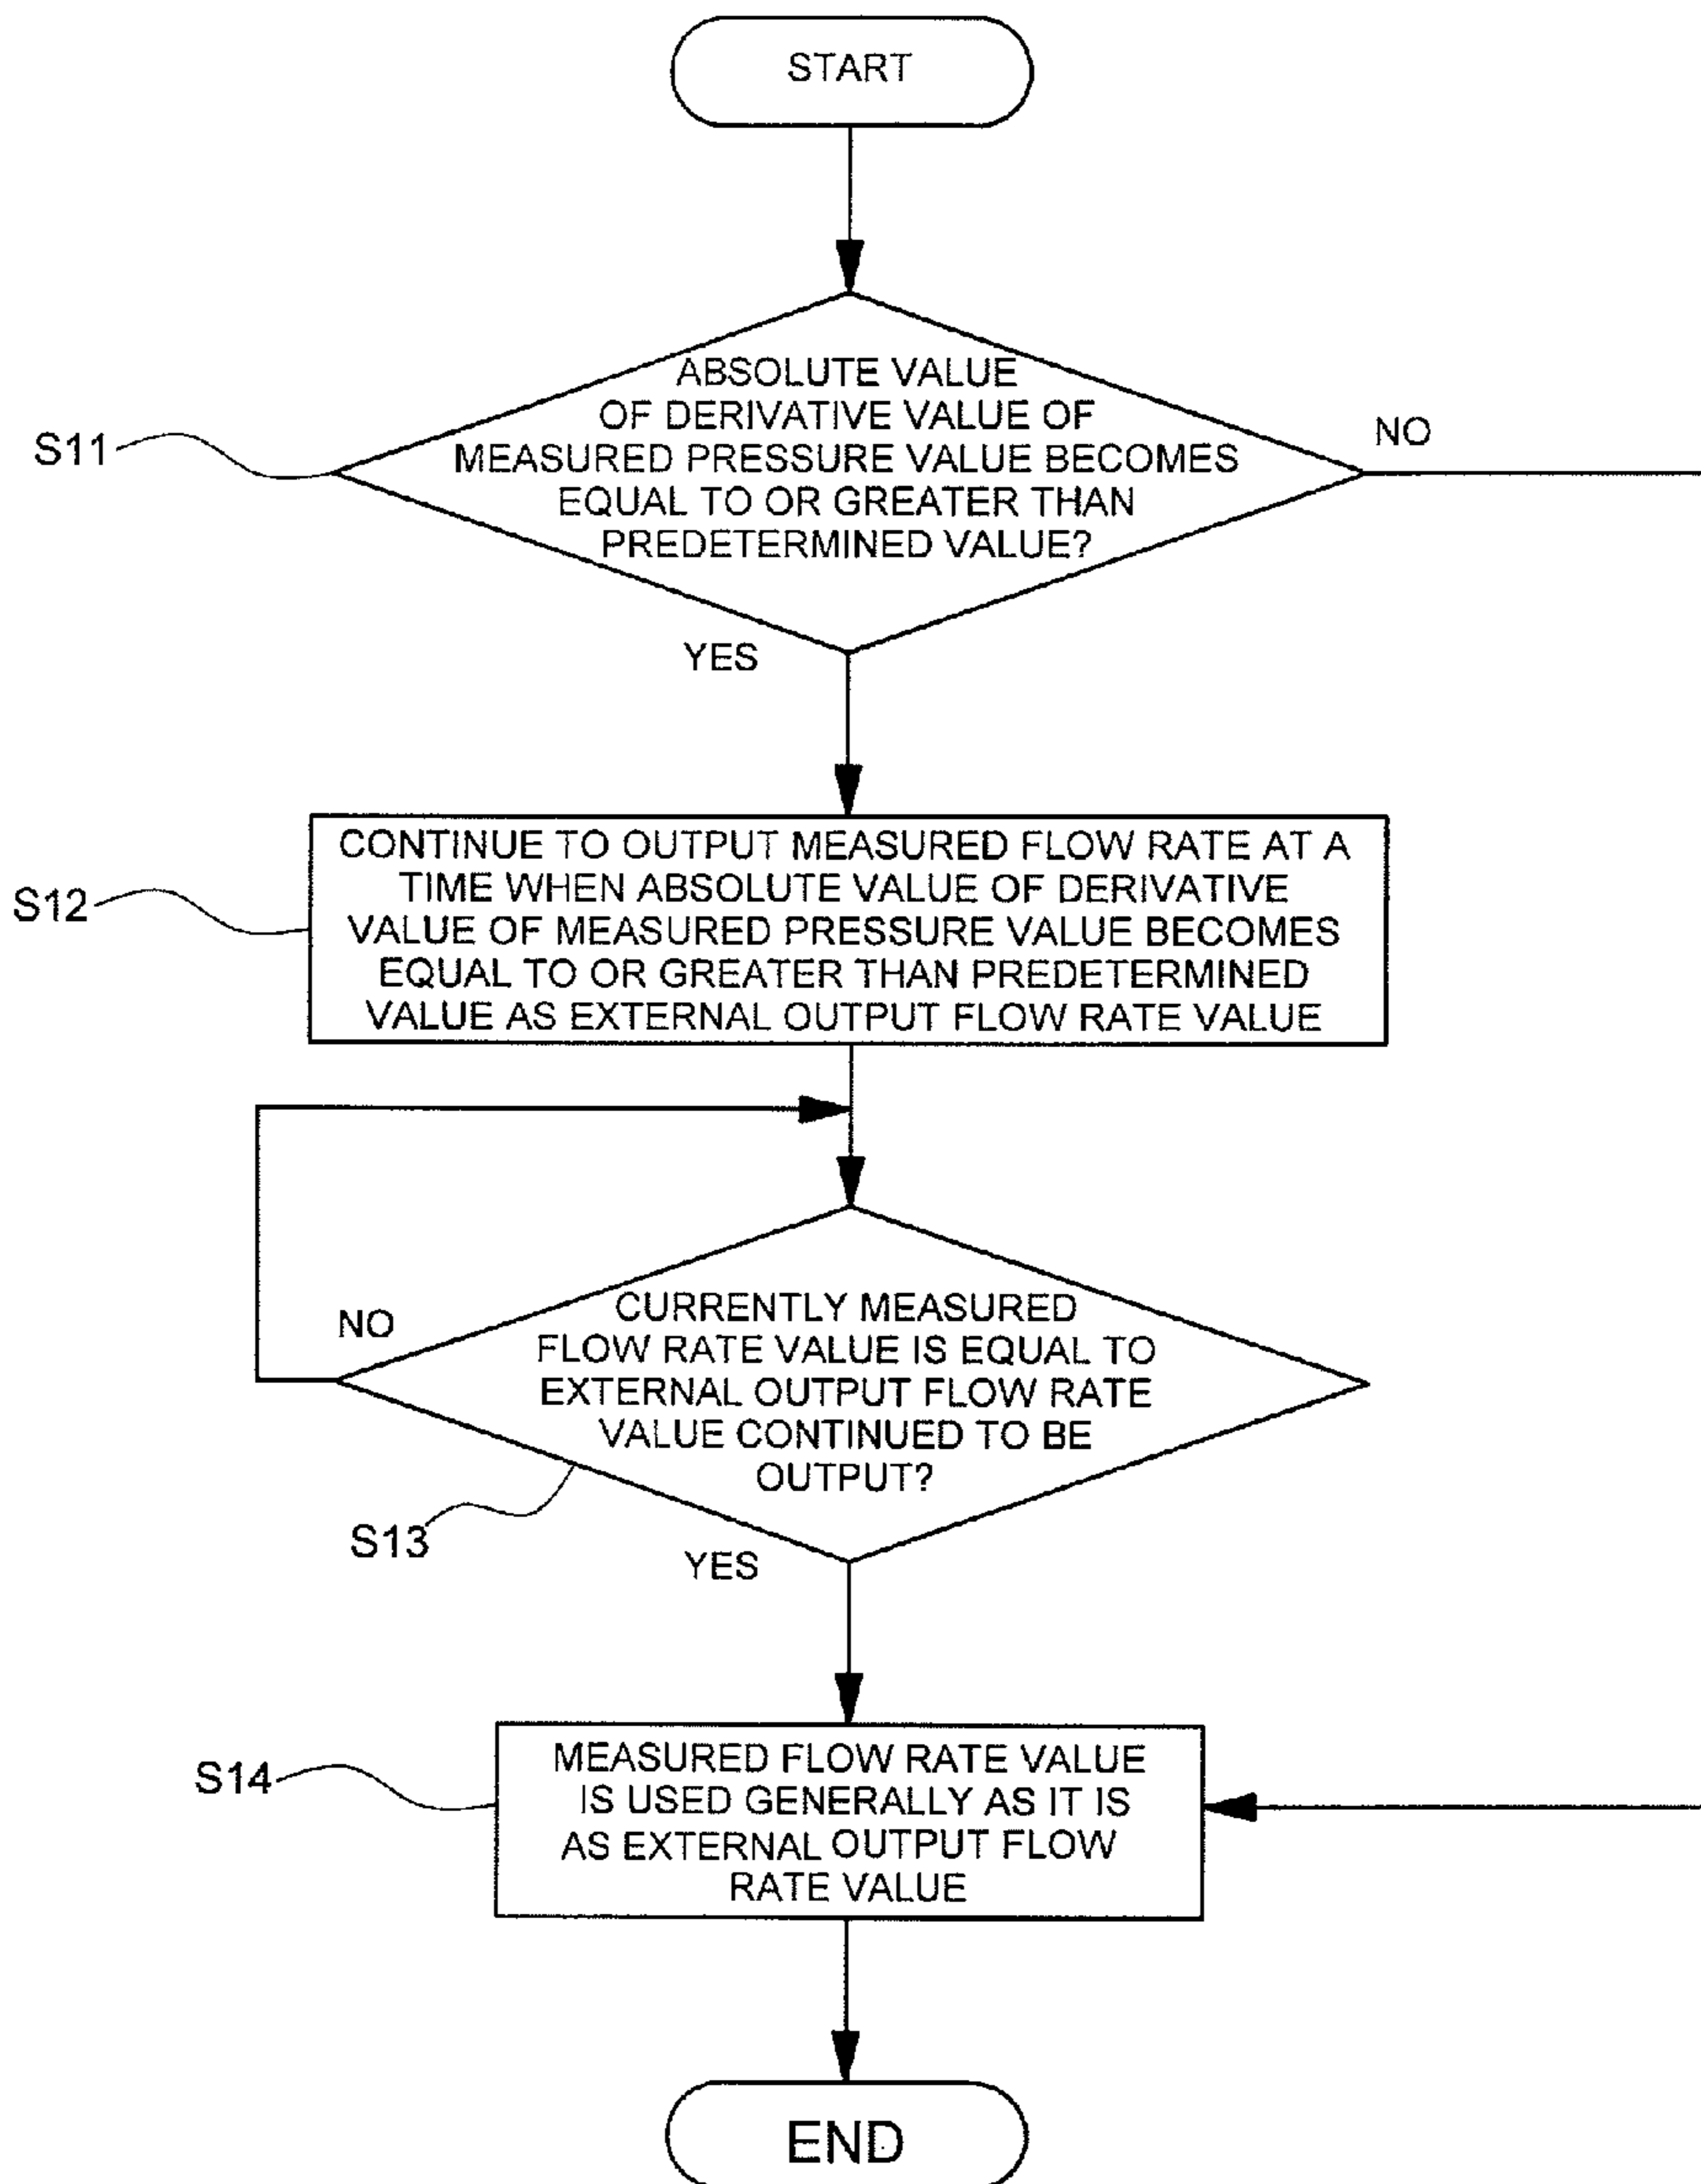 START
ABSOLUTE VALUE
OF DERIVATIVE VALUE OF
MEASURED PRESSURE VALUE BECOMES
EQUAL TO OR GREATER THAN
PREDETERMINED VALUE?
S11
NO
YES
CONTINUE TO OUTPUT MEASURED FLOW RATE AT A
TIME WHEN ABSOLUTE VALUE OF DERIVATIVE
VALUE OF MEASURED PRESSURE VALUE BECOMES
EQUAL TO OR GREATER THAN PREDETERMINED
VALUE AS EXTERNAL OUTPUT FLOW RATE VALUE
S12
CURRENTLY MEASURED
FLOW RATE VALUE IS EQUAL TO
EXTERNAL OUTPUT FLOW RATE
VALUE CONTINUED TO BE
OUTPUT?
NO
S13
YES
MEASURED FLOW RATE VALUE
IS USED GENERALLY AS IT IS
AS EXTERNAL OUTPUT FLOW
RATE VALUE
S14
END